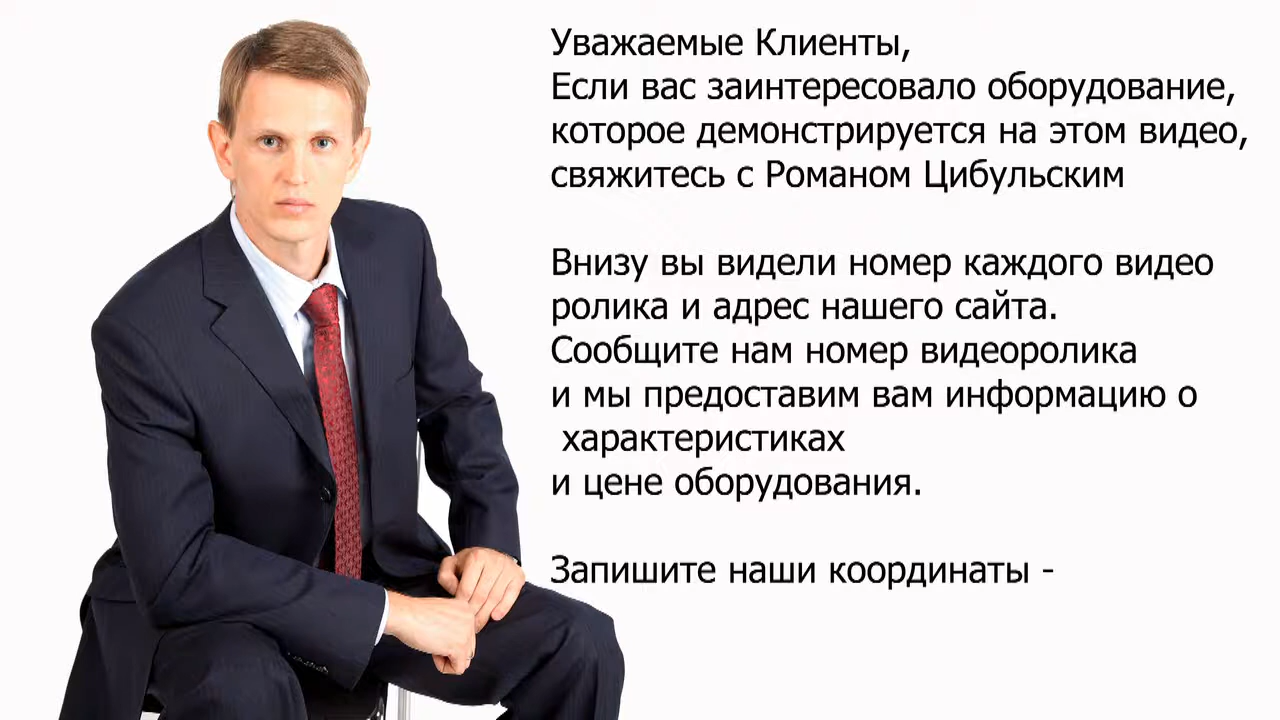 Уважаемые Клиенты,
Если вас заинтересовало оборудование,
которое демонстрируется на этом видео,
свяжитесь с Романом Цибульским
Внизу вы видели номер каждого видео
ролика и адрес нашего сайта.
Сообщите нам номер видеоролика
и мы предоставим вам информацию о
характеристиках
и цене оборудования.
Запишите наши координаты -